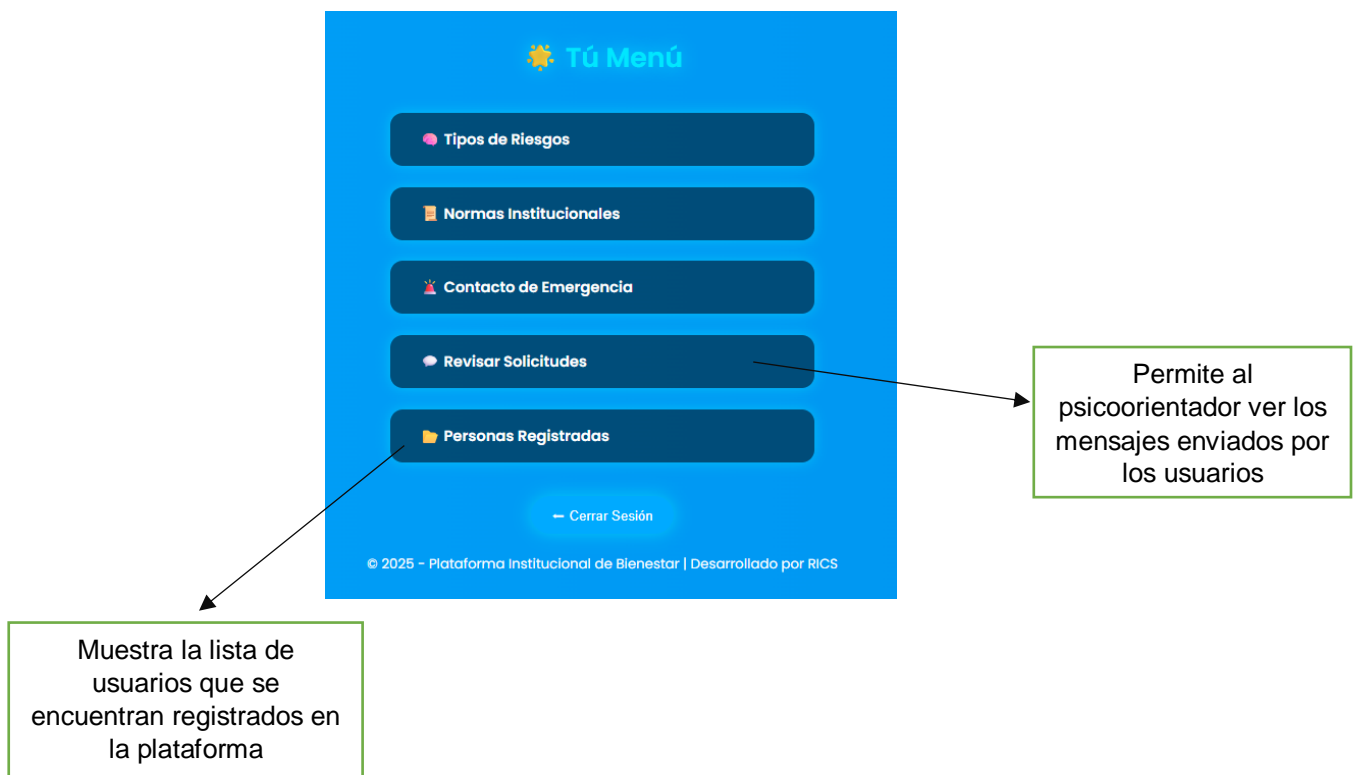 Tú Menú
Tipos de Riesgos
Normas Institucionales
Contacto de Emergencia
Revisar Solicitudes
Personas Registradas
Cerrar Sesión
© 2025 - Plataforma Institucional de Bienestar | Desarrollado por RICS
Permite al
psicoorientador ver los
mensajes enviados por
los usuarios
Muestra la lista de
usuarios que se
encuentran registrados en
la plataforma